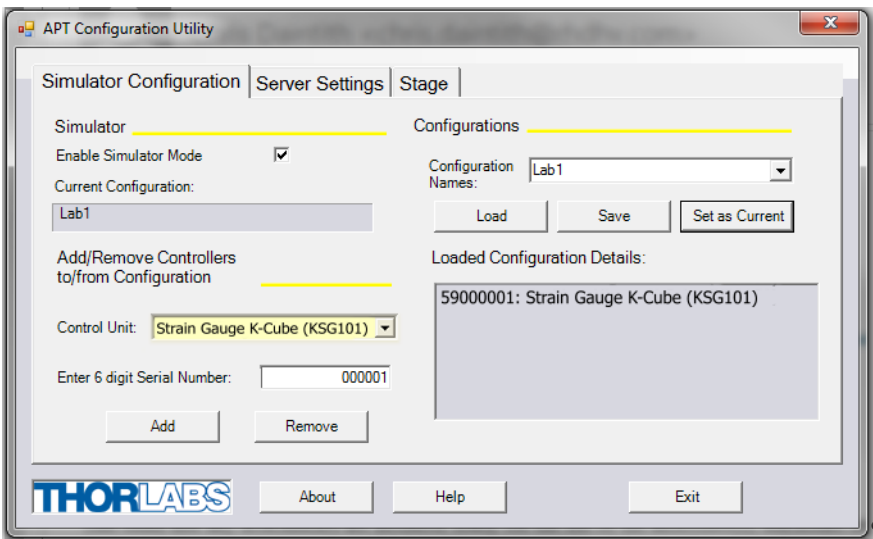 APT Configuration Utility
Simulator Configuration
Server Settings
Stage
Simulator
Enable Simulator Mode
Current Configuration:
Lab1
Add/Remove Controllers
to/from Configuration
Control Unit:
Strain Gauge K-Cube (KSG101)
Enter 6 digit Serial Number:
000001
Add
Remove
Configurations
Configuration
Names:
Lab1
Load
Save
Set as Current
Loaded Configuration Details:
59000001: Strain Gauge K-Cube (KSG101)
THORLABS
About
Help
Exit